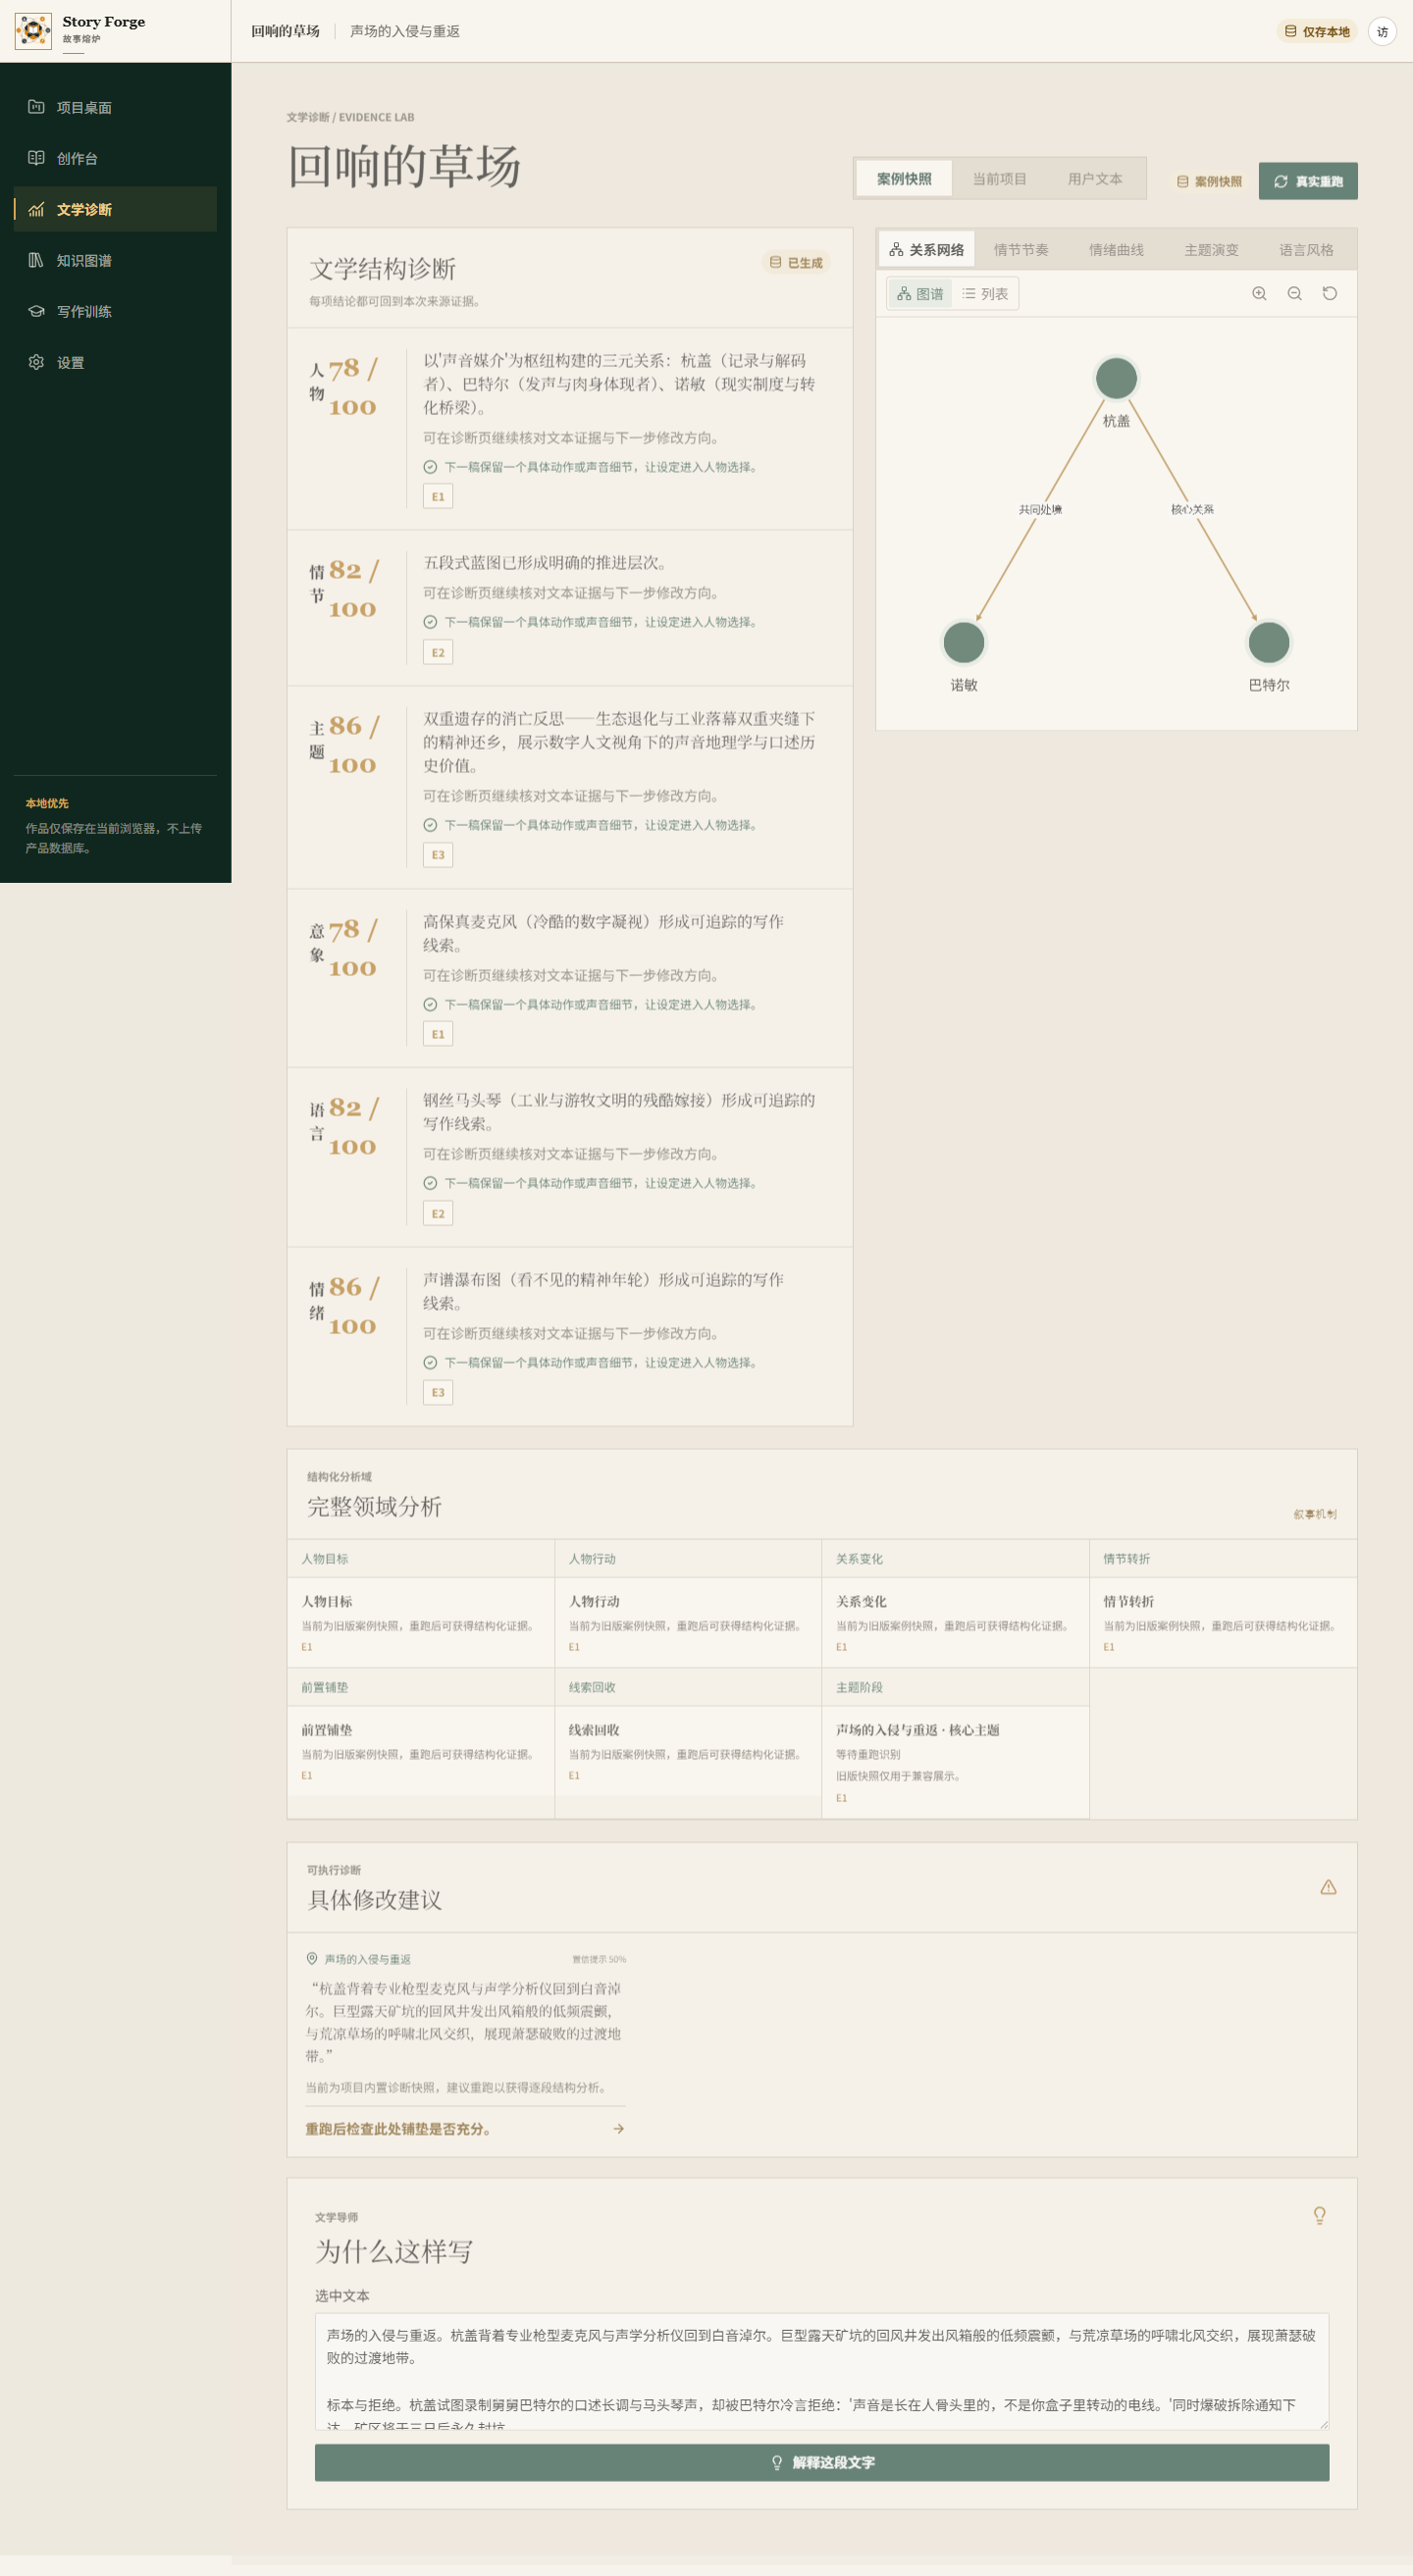 Story Forge
故事熔炉
回响的草场
声场的入侵与重返
仅存本地
访
项目桌面
创作台
文学诊断
知识图谱
写作训练
设置
本地优先
作品仅保存在当前浏览器，不上传
产品数据库。
文学诊断 / EVIDENCE LAB
回响的草场
案例快照
当前项目
用户文本
案例快照
真实重跑
文学结构诊断
已生成
每项结论都可回到本次来源证据。
人物
78 / 100
以'声音媒介'为枢纽构建的三元关系：杭盖（记录与解码
者）、巴特尔（发声与肉身体现者）、诺敏（现实制度与转
化桥梁）。
可在诊断页继续核对文本证据与下一步修改方向。
下一稿保留一个具体动作或声音细节，让设定进入人物选择。
E1
情节
82 / 100
五段式蓝图已形成明确的推进层次。
可在诊断页继续核对文本证据与下一步修改方向。
下一稿保留一个具体动作或声音细节，让设定进入人物选择。
E2
主题
86 / 100
双重遗存的消亡反思——生态退化与工业落幕双重夹缝下
的精神还乡，展示数字人文视角下的声音地理学与口述历
史价值。
可在诊断页继续核对文本证据与下一步修改方向。
下一稿保留一个具体动作或声音细节，让设定进入人物选择。
E3
意象
78 / 100
高保真麦克风（冷酷的数字凝视）形成可追踪的写作
线索。
可在诊断页继续核对文本证据与下一步修改方向。
下一稿保留一个具体动作或声音细节，让设定进入人物选择。
E1
语言
82 / 100
钢丝马头琴（工业与游牧文明的残酷嫁接）形成可追踪的
写作线索。
可在诊断页继续核对文本证据与下一步修改方向。
下一稿保留一个具体动作或声音细节，让设定进入人物选择。
E2
情绪
86 / 100
声谱瀑布图（看不见的精神年轮）形成可追踪的写作
线索。
可在诊断页继续核对文本证据与下一步修改方向。
下一稿保留一个具体动作或声音细节，让设定进入人物选择。
E3
关系网络
情节节奏
情绪曲线
主题演变
语言风格
图谱
列表
杭盖
共同处境
核心关系
诺敏
巴特尔
结构化分析域
完整领域分析
叙事机制
人物目标
人物行动
关系变化
情节转折
人物目标
当前为旧版案例快照，重跑后可获得结构化证据。
E1
人物行动
当前为旧版案例快照，重跑后可获得结构化证据。
E1
关系变化
当前为旧版案例快照，重跑后可获得结构化证据。
E1
情节转折
当前为旧版案例快照，重跑后可获得结构化证据。
E1
前置铺垫
线索回收
主题阶段
前置铺垫
当前为旧版案例快照，重跑后可获得结构化证据。
E1
线索回收
当前为旧版案例快照，重跑后可获得结构化证据。
E1
声场的入侵与重返 · 核心主题
等待重跑识别
旧版快照仅用于兼容展示。
E1
可执行诊断
具体修改建议
声场的入侵与重返
置信提示 50%
“杭盖背着专业枪型麦克风与声学分析仪回到白音淖
尔。巨型露天矿坑的回风井发出风箱般的低频震颤，
与荒凉草场的呼啸北风交织，展现萧瑟破败的过渡地
带。”
当前为项目内置诊断快照，建议重跑以获得逐段结构分析。
重跑后检查此处铺垫是否充分。
文学导师
为什么这样写
选中文本
声场的入侵与重返。杭盖背着专业枪型麦克风与声学分析仪回到白音淖尔。巨型露天矿坑的回风井发出风箱般的低频震颤，与荒凉草场的呼啸北风交织，展现萧瑟破
败的过渡地带。
标本与拒绝。杭盖试图录制舅舅巴特尔的口述长调与马头琴声，却被巴特尔冷言拒绝：'声音是长在人骨头里的，不是你盒子里转动的电线。'同时爆破拆除通知下
达，矿区将于三日后永久封坑。
解释这段文字